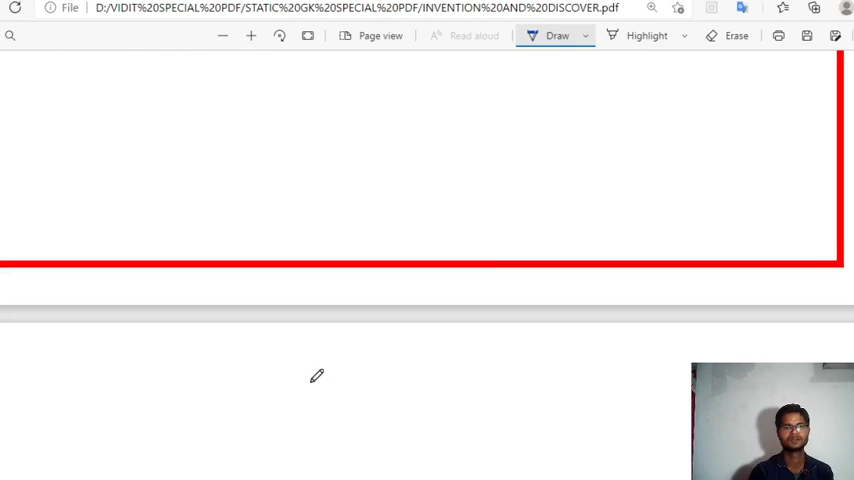 File D:/VIDIT%20SPECIAL%20PDF/STATIC%20GK%20SPECIAL%20PDF/INVENTION%20AND%20DISCOVER.pdf
Page view Read aloud Draw Highlight Erase